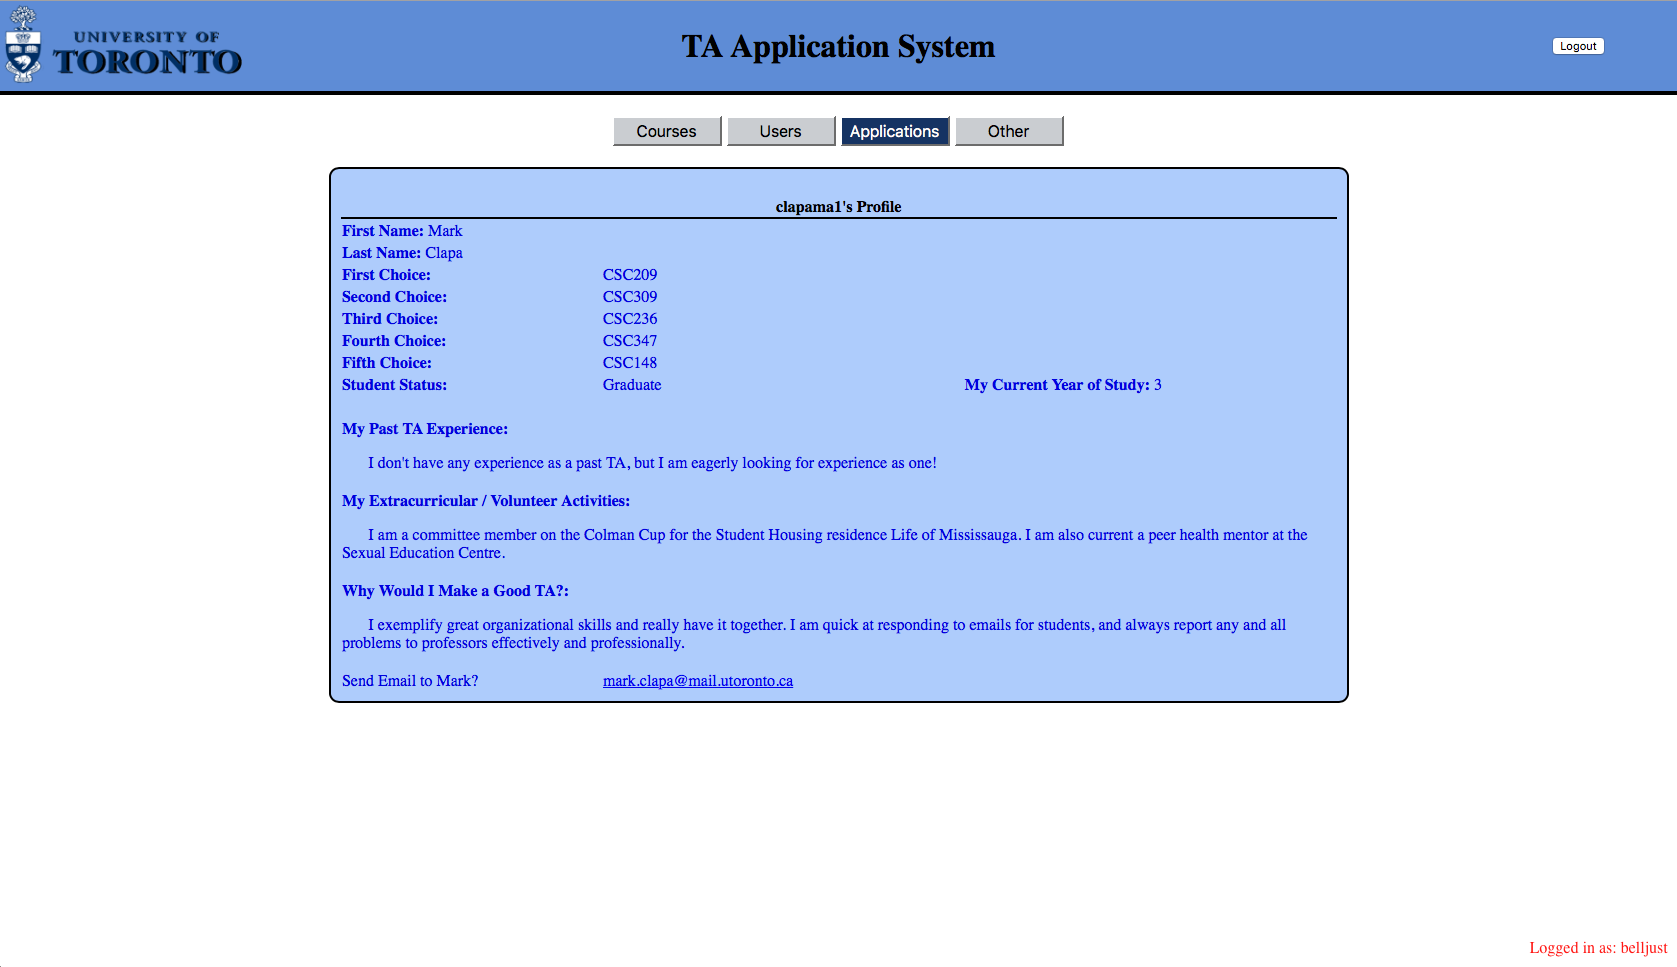 UNIVERSITY OF
TORONTO
TA Application System
Logout
Courses
Users
Applications
Other
clapama1's Profile
First Name: Mark
Last Name: Clapa
First Choice: CSC209
Second Choice: CSC309
Third Choice: CSC236
Fourth Choice: CSC347
Fifth Choice: CSC148
Student Status: Graduate My Current Year of Study: 3
My Past TA Experience:
I don't have any experience as a past TA, but I am eagerly looking for experience as one!
My Extracurricular / Volunteer Activities:
I am a committee member on the Colman Cup for the Student Housing residence Life of Mississauga. I am also current a peer health mentor at the
Sexual Education Centre.
Why Would I Make a Good TA?:
I exemplify great organizational skills and really have it together. I am quick at responding to emails for students, and always report any and all
problems to professors effectively and professionally.
Send Email to Mark? mark.clapa@mail.utoronto.ca
Logged in as: belljust